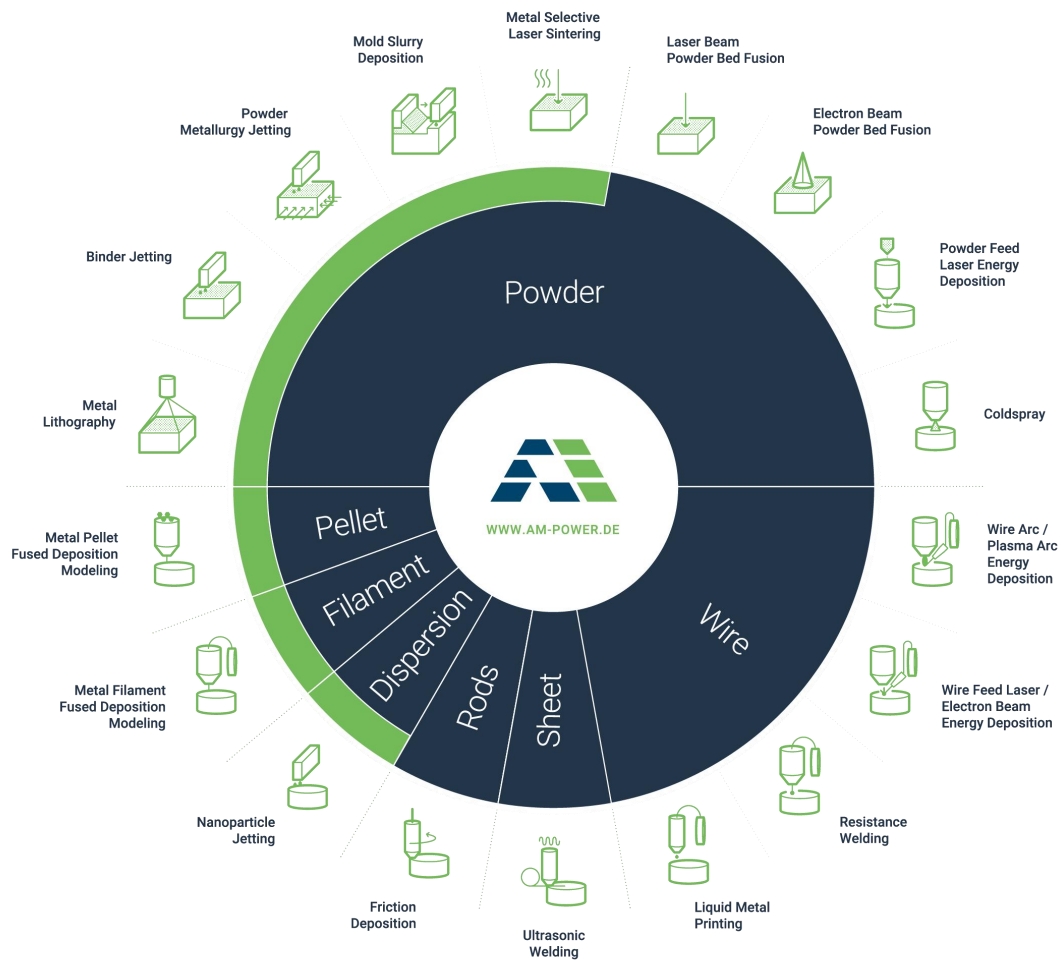 Metal Selective
Laser Sintering
Laser Beam
Powder Bed Fusion
Electron Beam
Powder Bed Fusion
Powder Feed
Laser Energy
Deposition
Coldspray
Wire Arc /
Plasma Arc
Energy
Deposition
Wire Feed Laser /
Electron Beam
Energy Deposition
Resistance
Welding
Liquid Metal
Printing
Ultrasonic
Welding
Friction
Deposition
Nanoparticle
Jetting
Metal Filament
Fused Deposition
Modeling
Metal Pellet
Fused Deposition
Modeling
Metal
Lithography
Binder Jetting
Powder
Metallurgy Jetting
Mold Slurry
Deposition
Powder
Pellet
Filament
Dispersion
Rods
Sheet
Wire
WWW.AM-POWER.DE